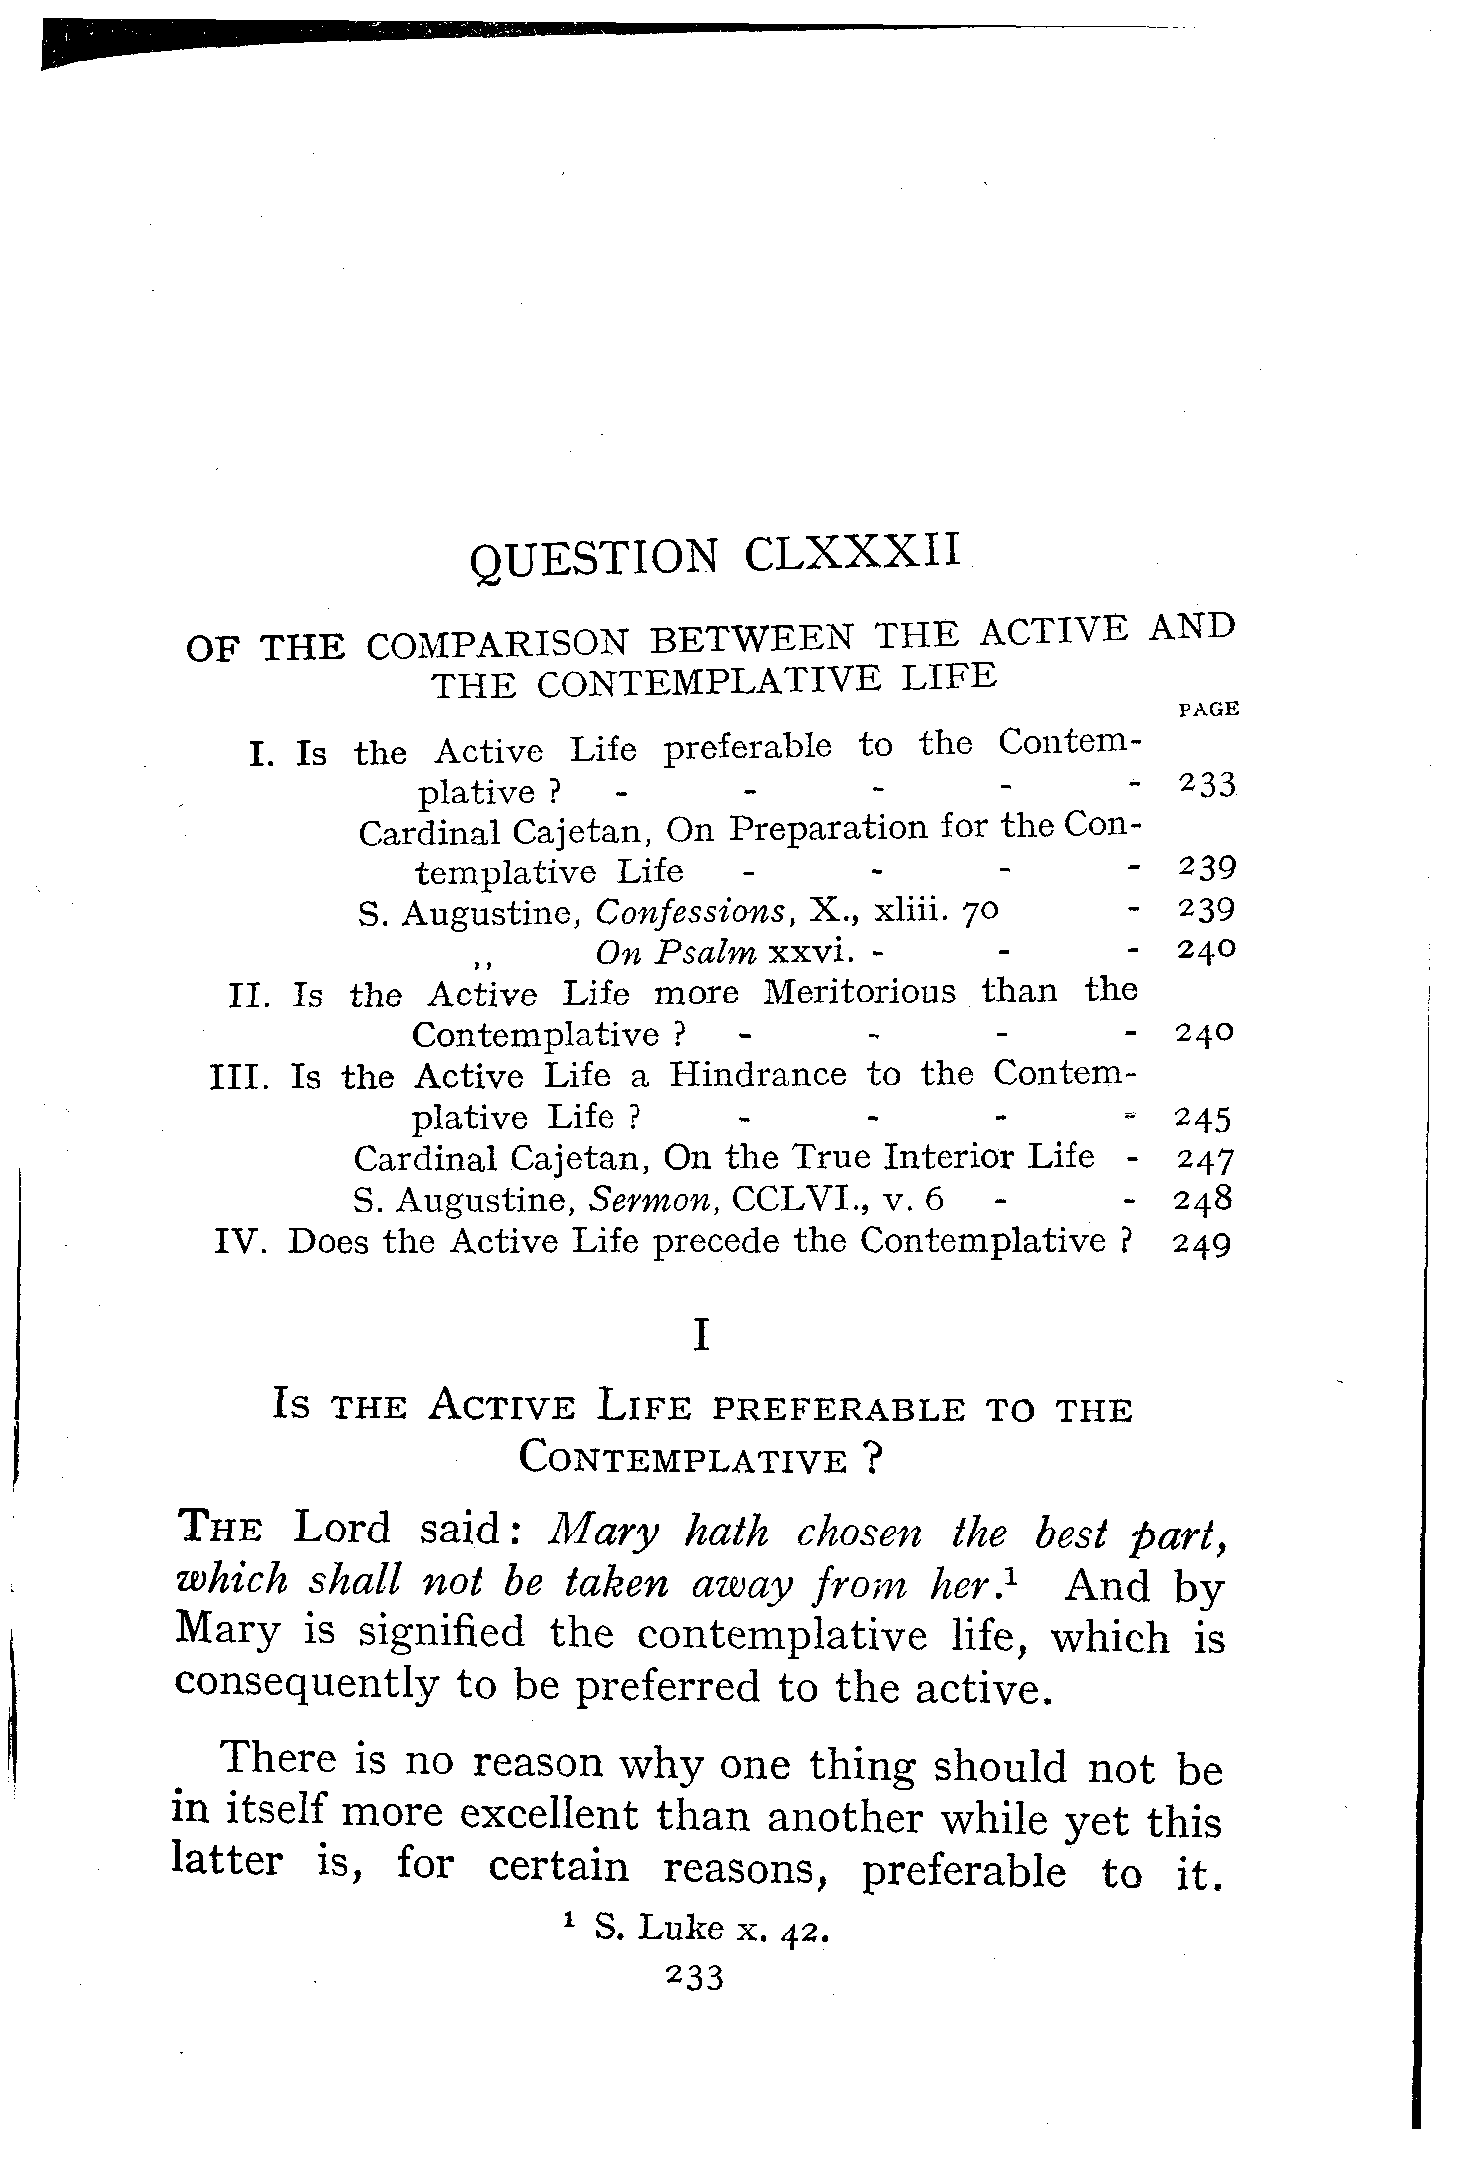 QUESTION CLXXXII
OF THE COMPARISON BETWEEN THE ACTIVE AND
THE CONTEMPLATIVE LIFE
PAGE
I. Is the Active Life preferable to the Contem-
plative ? - - - - - 233
Cardinal Cajetan, On Preparation for the Con-
templative Life - - - - 239
S. Augustine, Confessions, X., xliii. 70 - 239
,, On Psalm xxvi. - - - 240
II. Is the Active Life more Meritorious than the
Contemplative ? - - - - 240
III. Is the Active Life a Hindrance to the Contem-
plative Life ? - - - - 245
Cardinal Cajetan, On the True Interior Life - 247
S. Augustine, Sermon, CCLVI., v. 6 - - 248
IV. Does the Active Life precede the Contemplative ? 249
I
IS THE ACTIVE LIFE PREFERABLE TO THE
CONTEMPLATIVE ?
THE Lord said: Mary hath chosen the best part,
which shall not be taken away from her.¹ And by
Mary is signified the contemplative life, which is
consequently to be preferred to the active.
There is no reason why one thing should not be
in itself more excellent than another while yet this
latter is, for certain reasons, preferable to it.
¹ S. Luke x. 42.
233